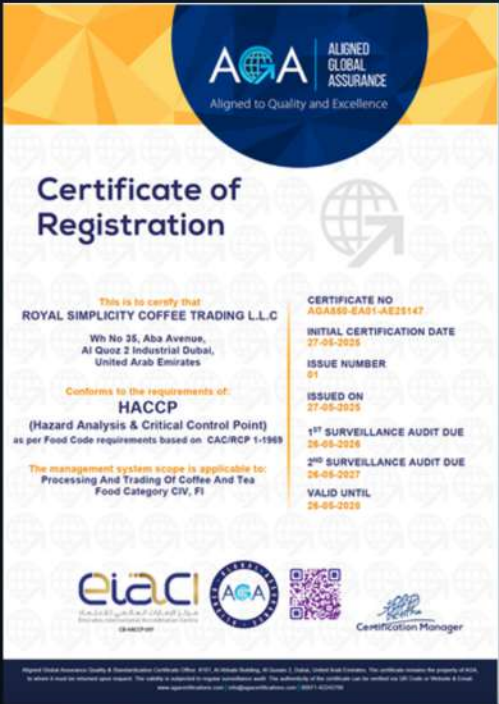 AGA
ALIGNED
GLOBAL
ASSURANCE
Aligned to Quality and Excellence
Certificate of
Registration
This is to certify that
ROYAL SIMPLICITY COFFEE TRADING L.L.C
Wh No 35, Aba Avenue,
Al Quoz 2 Industrial Dubai,
United Arab Emirates
Conforms to the requirements of:
HACCP
(Hazard Analysis & Critical Control Point)
as per Food Code requirements based on CAC/RCP 1-1969
The management system scope is applicable to:
Processing And Trading Of Coffee And Tea
Food Category CIV, FI
CERTIFICATE NO
AGA850-EA01-AE25147
INITIAL CERTIFICATION DATE
27-05-2025
ISSUE NUMBER
01
ISSUED ON
27-05-2025
1ST SURVEILLANCE AUDIT DUE
26-05-2026
2ND SURVEILLANCE AUDIT DUE
26-05-2027
VALID UNTIL
26-05-2028
eiaci
Emirates International Accreditation Centre
AGA
GLOBAL
Certification Manager